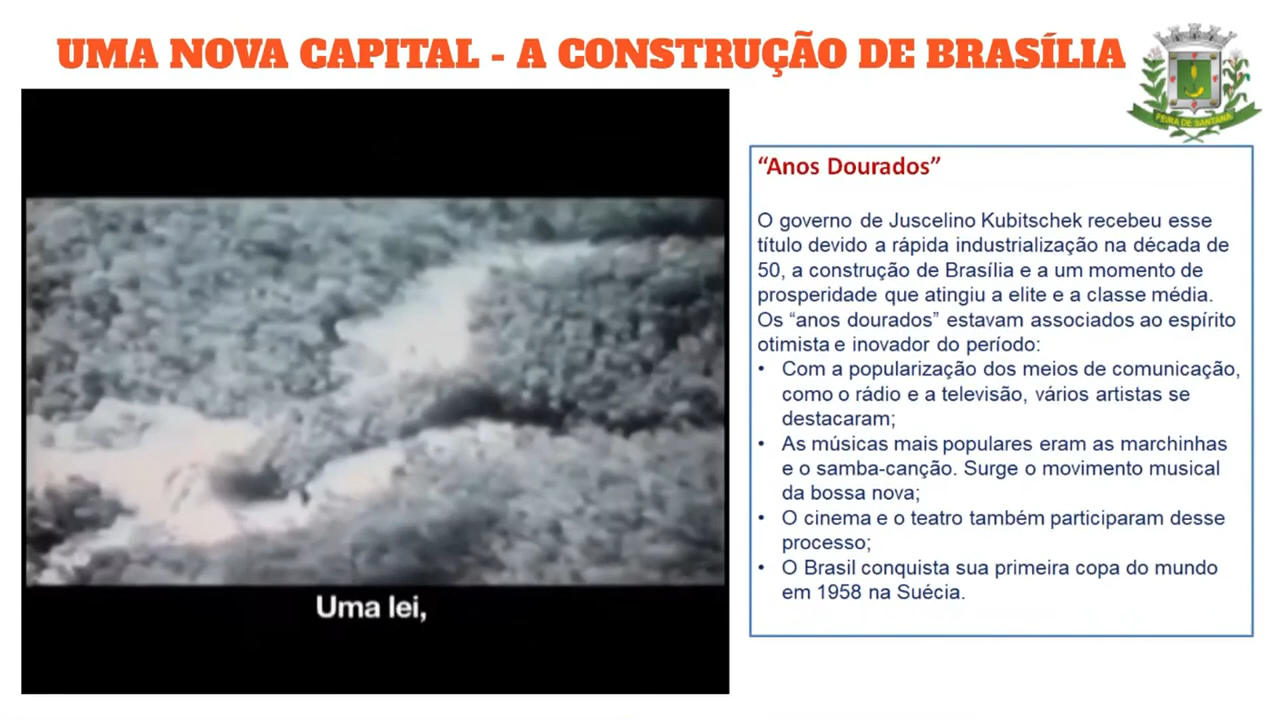 UMA NOVA CAPITAL - A CONSTRUÇÃO DE BRASÍLIA
FEIRA DE SANTANA
“Anos Dourados”
O governo de Juscelino Kubitschek recebeu esse
título devido a rápida industrialização na década de
50, a construção de Brasília e a um momento de
prosperidade que atingiu a elite e a classe média.
Os “anos dourados” estavam associados ao espírito
otimista e inovador do período:
• Com a popularização dos meios de comunicação,
como o rádio e a televisão, vários artistas se
destacaram;
• As músicas mais populares eram as marchinhas
e o samba-canção. Surge o movimento musical
da bossa nova;
• O cinema e o teatro também participaram desse
processo;
• O Brasil conquista sua primeira copa do mundo
em 1958 na Suécia.
Uma lei,